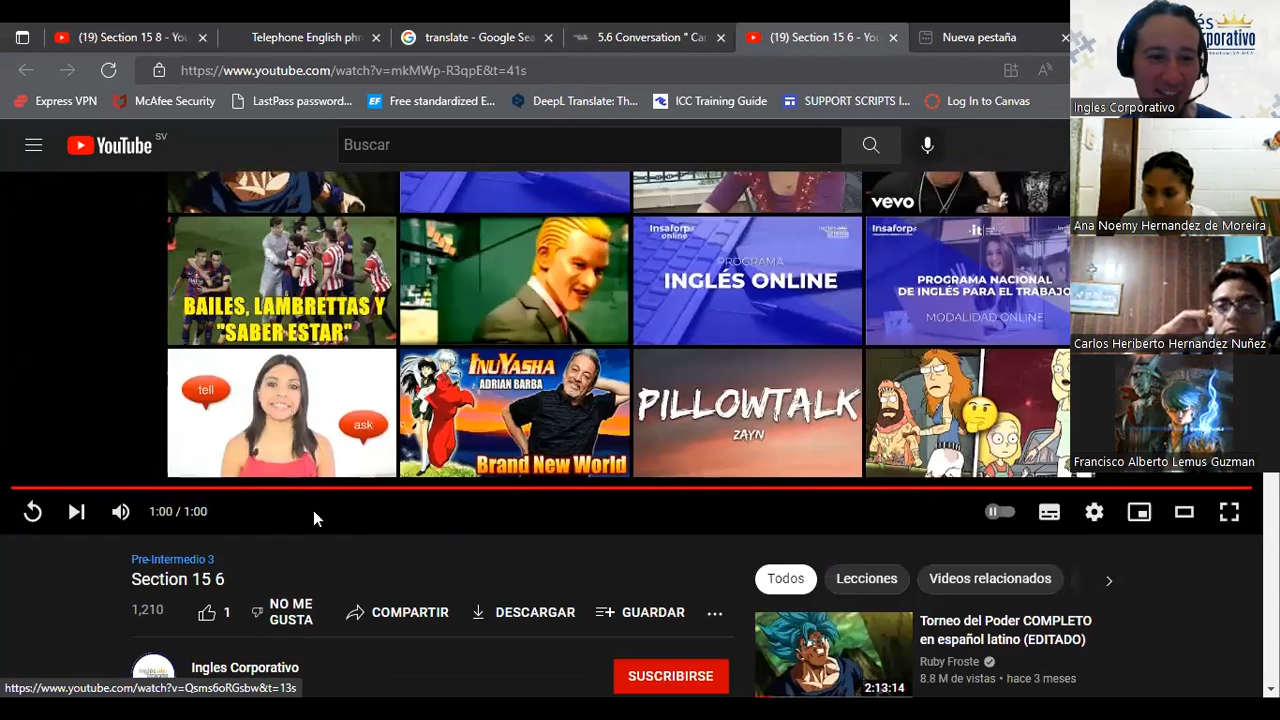 (19) Section 15 8 - You
Telephone English phr
translate - Google Sea
5.6 Conversation " Car
(19) Section 15 6 - You
Nueva pestaña
https://www.youtube.com/watch?v=mkMWp-R3qpE&t=41s
Express VPN
McAfee Security
LastPass password...
EF Free standardized E...
DeepL Translate: Th...
ICC Training Guide
SUPPORT SCRIPTS I...
Log In to Canvas
YouTube SV
Buscar
vevo
BAILES, LAMBRETTAS Y
"SABER ESTAR"
Insaforp
online
PROGRAMA
INGLÉS ONLINE
Insaforp
·it
PROGRAMA NACIONAL
DE INGLÉS PARA EL TRABAJO
MODALIDAD ONLINE
tell
ask
INUYASHA
ADRIAN BARBA
Brand New World
PILLOWTALK
ZAYN
1:00 / 1:00
Pre-Intermedio 3
Section 15 6
1,210
1
NO ME
GUSTA
COMPARTIR
DESCARGAR
GUARDAR
Ingles Corporativo
SUSCRIBIRSE
https://www.youtube.com/watch?v=Qsms6oRGsbw&t=13s
Todos
Lecciones
Videos relacionados
Torneo del Poder COMPLETO
en español latino (EDITADO)
Ruby Froste
8.8 M de vistas • hace 3 meses
2:13:14
Ingles Corporativo
Ana Noemy Hernandez de Moreira
Carlos Heriberto Hernandez Nuñez
Francisco Alberto Lemus Guzman